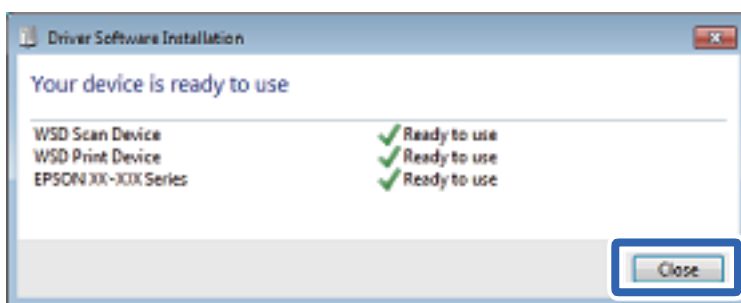 Driver Software Installation
Your device is ready to use
WSD Scan Device Ready to use
WSD Print Device Ready to use
EPSON XX-XXX Series Ready to use
Close